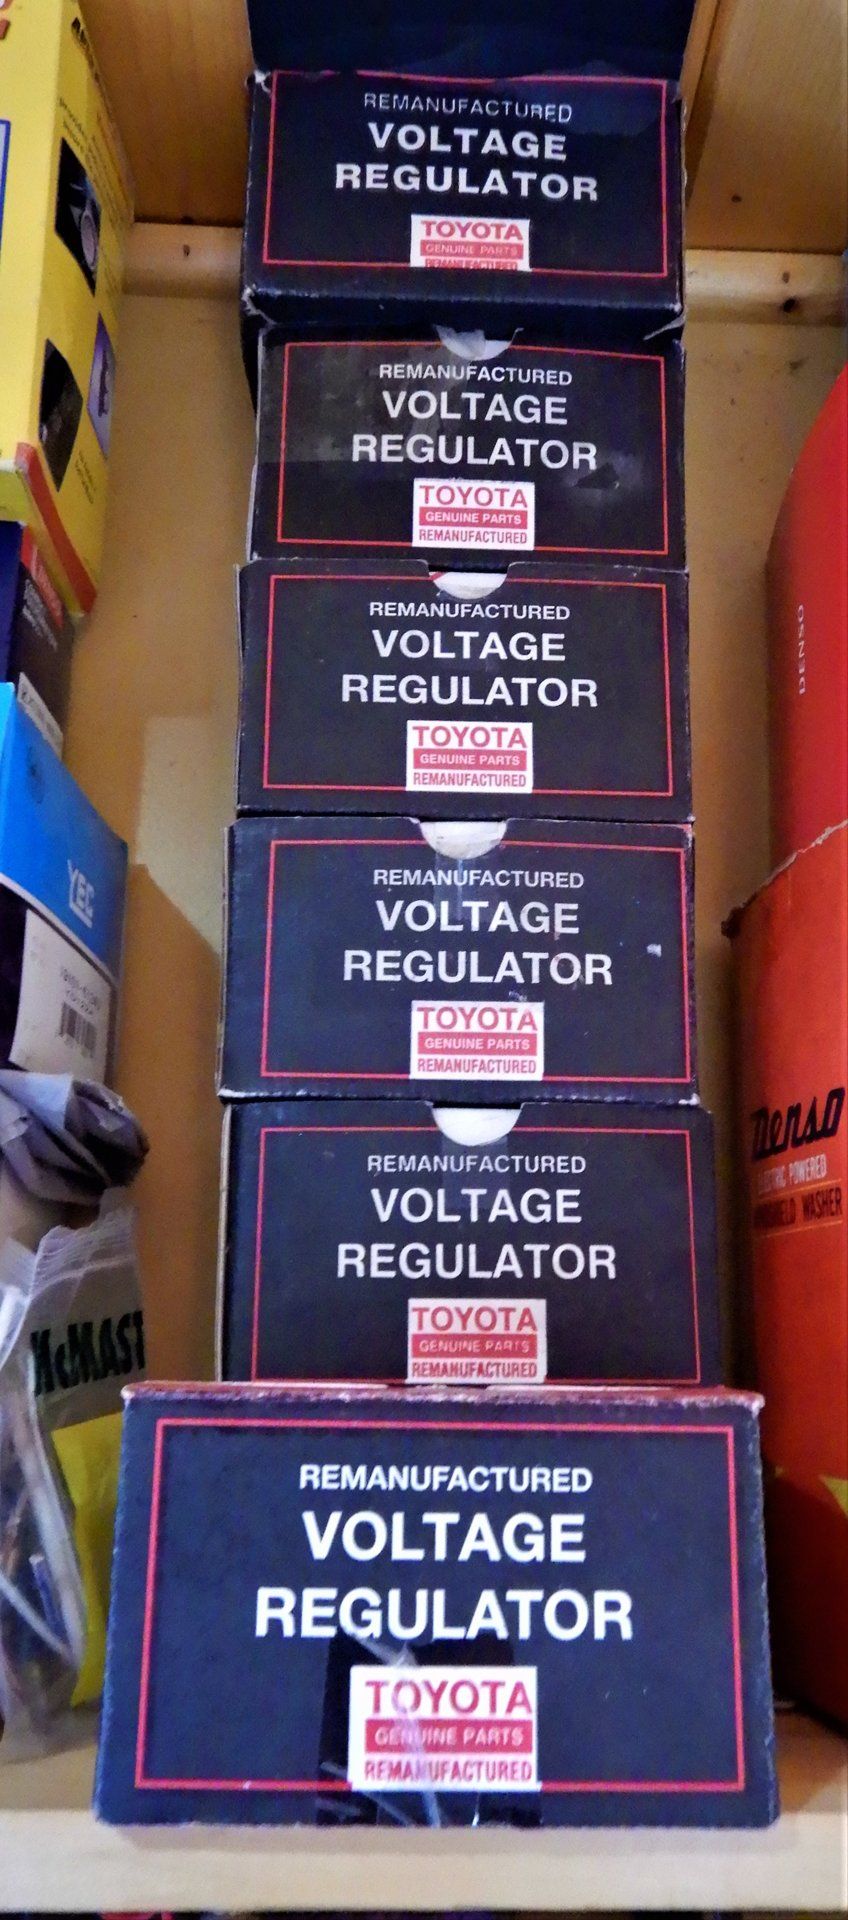 REMANUFACTURED
VOLTAGE
REGULATOR
TOYOTA
GENUINE PARTS
REMANUFACTURED
REMANUFACTURED
VOLTAGE
REGULATOR
TOYOTA
GENUINE PARTS
REMANUFACTURED
REMANUFACTURED
VOLTAGE
REGULATOR
TOYOTA
GENUINE PARTS
REMANUFACTURED
REMANUFACTURED
VOLTAGE
REGULATOR
TOYOTA
GENUINE PARTS
REMANUFACTURED
REMANUFACTURED
VOLTAGE
REGULATOR
TOYOTA
GENUINE PARTS
REMANUFACTURED
REMANUFACTURED
VOLTAGE
REGULATOR
TOYOTA
GENUINE PARTS
REMANUFACTURED
YEC
McMAST
DENSO
Denso
ELECTRIC POWERED
WASHER